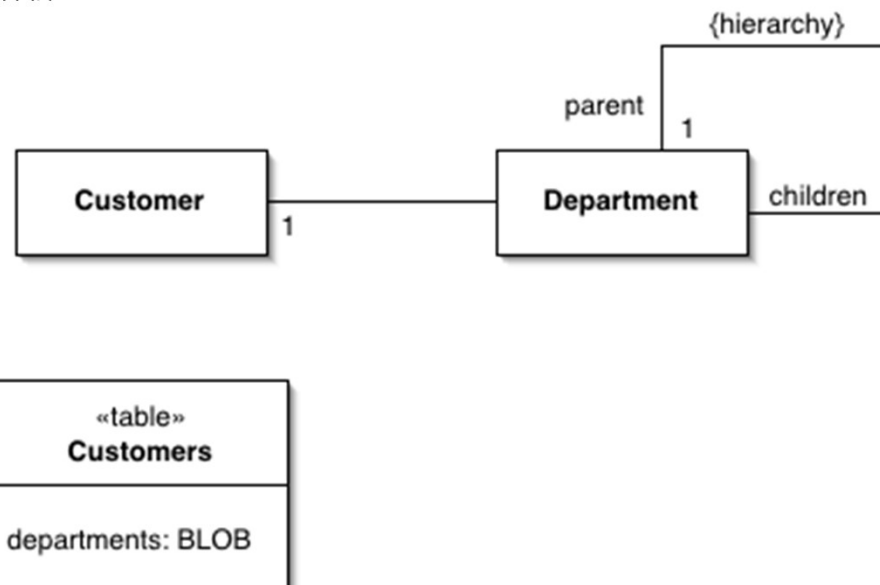 {hierarchy}
parent
1
Customer
Department
children
1
«table»
Customers
departments: BLOB